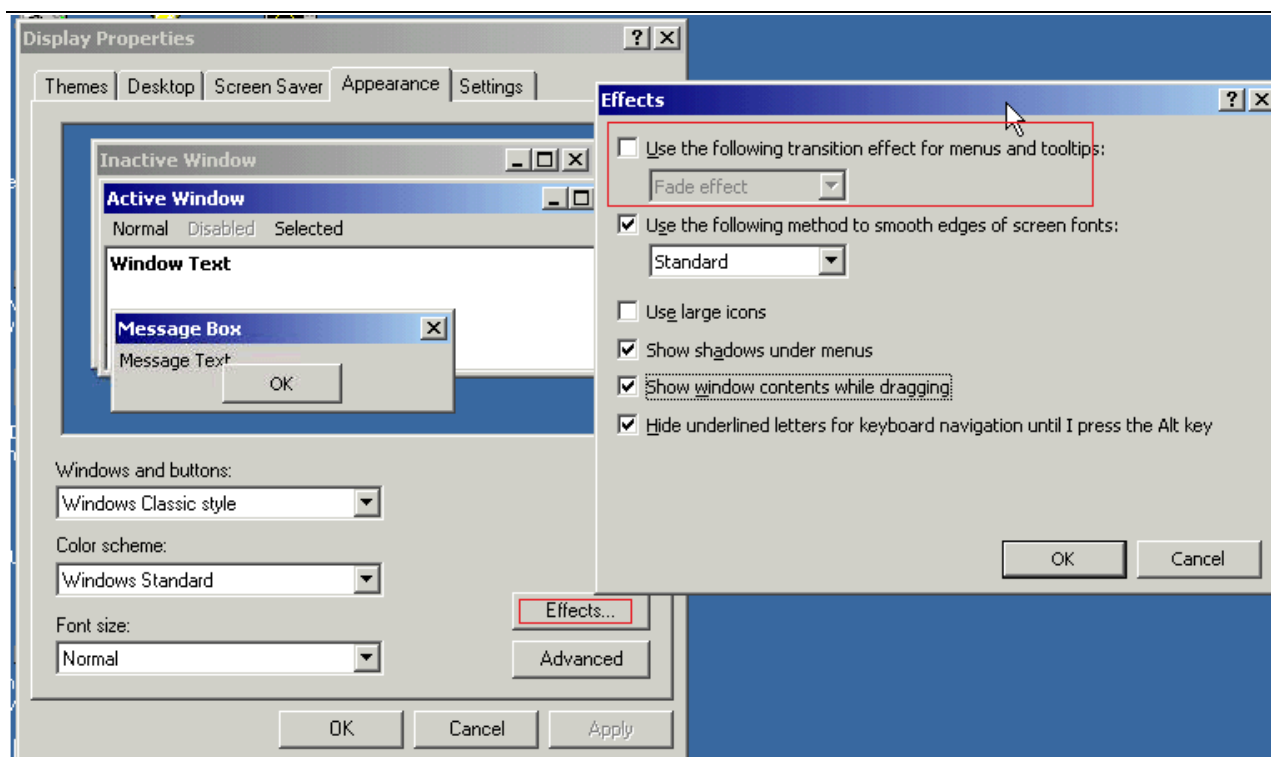 Display Properties
Themes Desktop Screen Saver Appearance Settings
Inactive Window
Active Window
Normal Disabled Selected
Window Text
Message Box
Message Text
OK
Windows and buttons:
Windows Classic style
Color scheme:
Windows Standard
Font size:
Normal
Effects...
Advanced
OK Cancel Apply
Effects
Use the following transition effect for menus and tooltips:
Fade effect
Use the following method to smooth edges of screen fonts:
Standard
Use large icons
Show shadows under menus
Show window contents while dragging
Hide underlined letters for keyboard navigation until I press the Alt key
OK Cancel